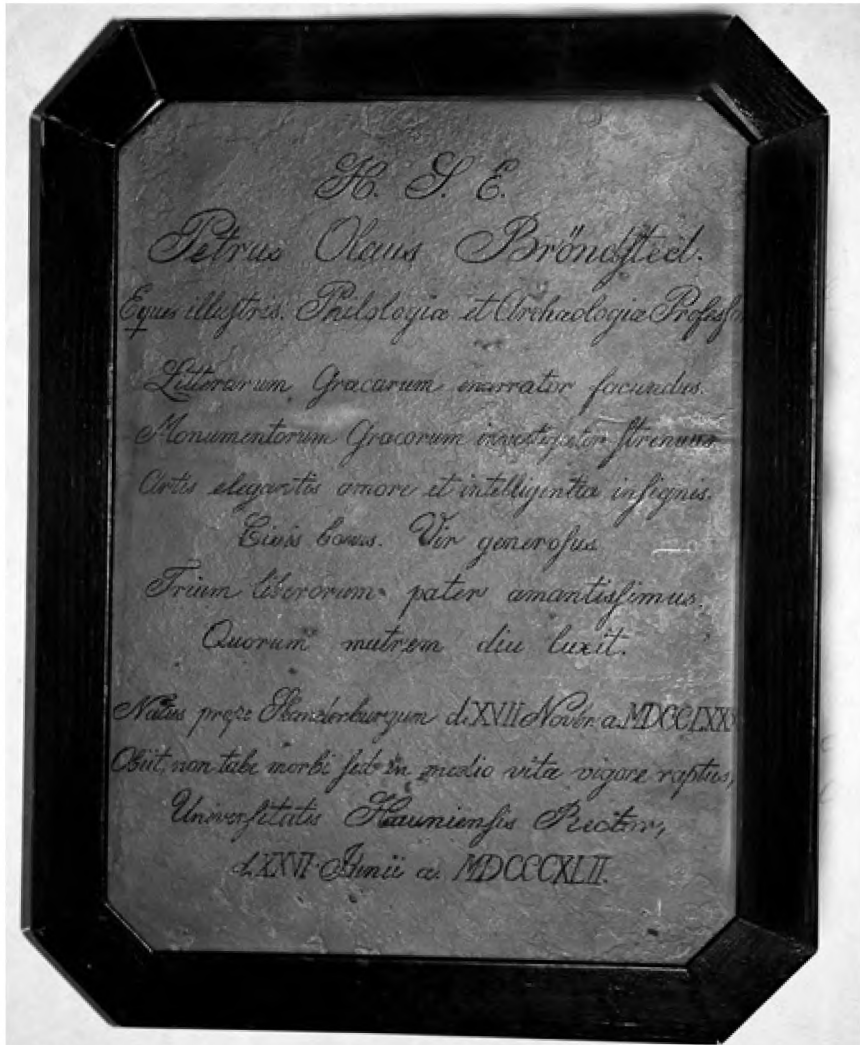 H. S. E.
Petrus Olaus Bröndsted.
Eques illustris. Philologiæ et Archæologiæ Professor
Litterarum Græcarum enarrator facundus.
Monumentorum Græcorum investigator strenuus
Artis elegantis amore et intelligentia insignis.
Civis bonus. Vir generosus
Trium liberorum pater amantissimus.
Quorum matrem diu luxit.
Natus prope Skanderburgum d. XVII Novbr. a. MDCCLXXX
Obiit, non tabe morbi sed in medio vitæ vigore raptus,
Universitatis Hauniensis Rector,
d. XXVI Junii a. MDCCCXLII.